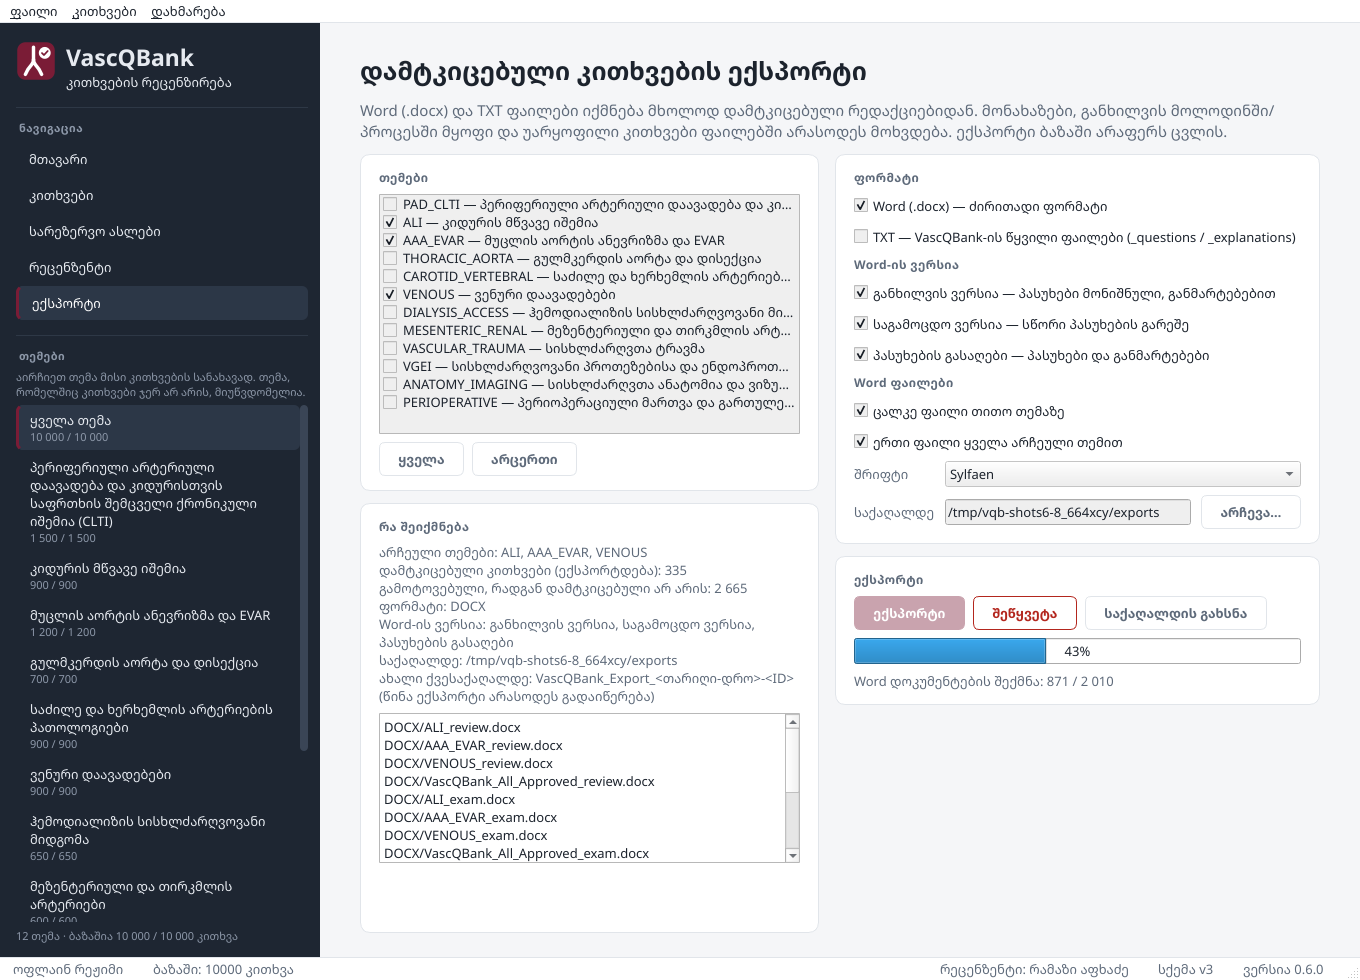 ფაილი კითხვები დახმარება
VascQBank
კითხვების რეცენზირება
ნავიგაცია
მთავარი
კითხვები
სარეზერვო ასლები
რეცენზენტი
ექსპორტი
თემები
აირჩიეთ თემა მისი კითხვების სანახავად. თემა,
რომელშიც კითხვები ჯერ არ არის, მიუწვდომელია.
ყველა თემა
10 000 / 10 000
პერიფერიული არტერიული
დაავადება და კიდურისთვის
საფრთხის შემცველი ქრონიკული
იშემია (CLTI)
1 500 / 1 500
კიდურის მწვავე იშემია
900 / 900
მუცლის აორტის ანევრიზმა და EVAR
1 200 / 1 200
გულმკერდის აორტა და დისექცია
700 / 700
საძილე და ხერხემლის არტერიების
პათოლოგიები
900 / 900
ვენური დაავადებები
900 / 900
ჰემოდიალიზის სისხლძარღვოვანი
მიდგომა
650 / 650
მეზენტერიული და თირკმლის
არტერიები
600 / 600
12 თემა · ბაზაშია 10 000 / 10 000 კითხვა
დამტკიცებული კითხვების ექსპორტი
Word (.docx) და TXT ფაილები იქმნება მხოლოდ დამტკიცებული რედაქციებიდან. მონახაზები, განხილვის მოლოდინში/
პროცესში მყოფი და უარყოფილი კითხვები ფაილებში არასოდეს მოხვდება. ექსპორტი ბაზაში არაფერს ცვლის.
თემები
PAD_CLTI — პერიფერიული არტერიული დაავადება და კი...
ALI — კიდურის მწვავე იშემია
AAA_EVAR — მუცლის აორტის ანევრიზმა და EVAR
THORACIC_AORTA — გულმკერდის აორტა და დისექცია
CAROTID_VERTEBRAL — საძილე და ხერხემლის არტერიებ...
VENOUS — ვენური დაავადებები
DIALYSIS_ACCESS — ჰემოდიალიზის სისხლძარღვოვანი მი...
MESENTERIC_RENAL — მეზენტერიული და თირკმლის არტ...
VASCULAR_TRAUMA — სისხლძარღვთა ტრავმა
VGEI — სისხლძარღვოვანი პროთეზებისა და ენდოპროთ...
ANATOMY_IMAGING — სისხლძარღვთა ანატომია და ვიზუ...
PERIOPERATIVE — პერიოპერაციული მართვა და გართულე...
ყველა არცერთი
რა შეიქმნება
არჩეული თემები: ALI, AAA_EVAR, VENOUS
დამტკიცებული კითხვები (ექსპორტდება): 335
გამოტოვებული, რადგან დამტკიცებული არ არის: 2 665
ფორმატი: DOCX
Word-ის ვერსია: განხილვის ვერსია, საგამოცდო ვერსია,
პასუხების გასაღები
საქაღალდე: /tmp/vqb-shots6-8_664xcy/exports
ახალი ქვესაქაღალდე: VascQBank_Export_<თარიღი-დრო>-<ID>
(წინა ექსპორტი არასოდეს გადაიწერება)
DOCX/ALI_review.docx
DOCX/AAA_EVAR_review.docx
DOCX/VENOUS_review.docx
DOCX/VascQBank_All_Approved_review.docx
DOCX/ALI_exam.docx
DOCX/AAA_EVAR_exam.docx
DOCX/VENOUS_exam.docx
DOCX/VascQBank_All_Approved_exam.docx
ფორმატი
Word (.docx) — ძირითადი ფორმატი
TXT — VascQBank-ის წყვილი ფაილები (_questions / _explanations)
Word-ის ვერსია
განხილვის ვერსია — პასუხები მონიშნული, განმარტებებით
საგამოცდო ვერსია — სწორი პასუხების გარეშე
პასუხების გასაღები — პასუხები და განმარტებები
Word ფაილები
ცალკე ფაილი თითო თემაზე
ერთი ფაილი ყველა არჩეული თემით
შრიფტი Sylfaen
საქაღალდე /tmp/vqb-shots6-8_664xcy/exports არჩევა...
ექსპორტი
ექსპორტი შეწყვეტა საქაღალდის გახსნა
43%
Word დოკუმენტების შექმნა: 871 / 2 010
ოფლაინ რეჟიმი ბაზაში: 10000 კითხვა რეცენზენტი: რამაზი აფხაძე სქემა v3 ვერსია 0.6.0